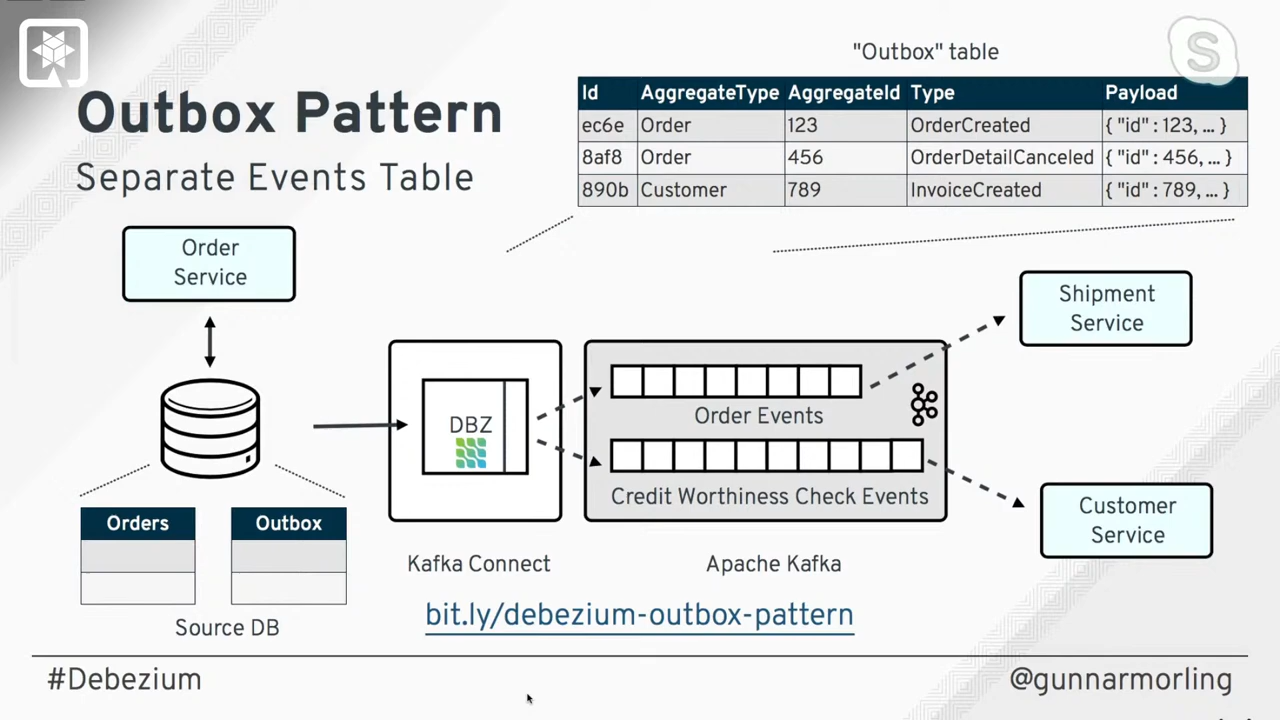 Outbox Pattern
Separate Events Table
"Outbox" table
Id AggregateType AggregateId Type Payload
ec6e Order 123 OrderCreated { "id" : 123, ... }
8af8 Order 456 OrderDetailCanceled { "id" : 456, ... }
890b Customer 789 InvoiceCreated { "id" : 789, ... }
Order
Service
DBZ
Order Events
Credit Worthiness Check Events
Shipment
Service
Customer
Service
Orders
Outbox
Source DB
Kafka Connect
Apache Kafka
bit.ly/debezium-outbox-pattern
#Debezium
@gunnarmorling
S